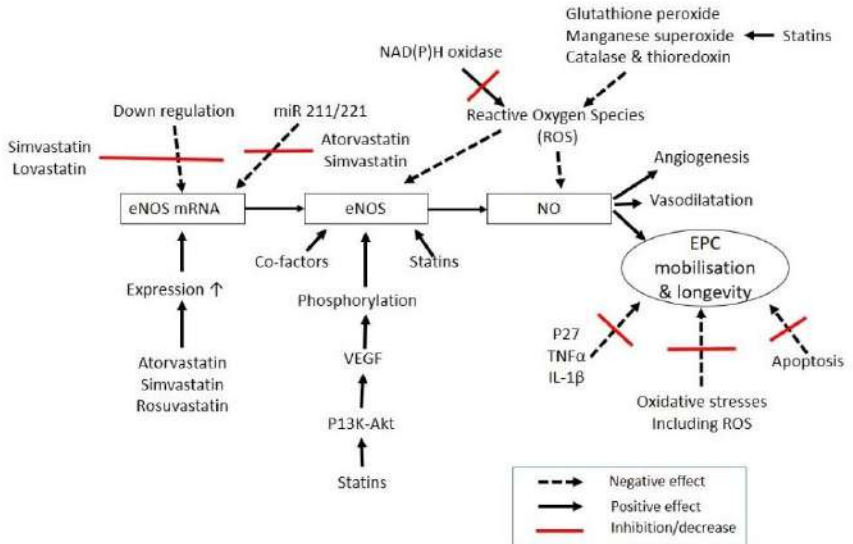 Glutathione peroxide
Manganese superoxide
Catalase & thioredoxin
Statins
NAD(P)H oxidase
Down regulation
miR 211/221
Reactive Oxygen Species
(ROS)
Simvastatin
Lovastatin
Atorvastatin
Simvastatin
Angiogenesis
Vasodilatation
eNOS mRNA
eNOS
NO
EPC
mobilisation
& longevity
Co-factors
Statins
Expression ↑
Phosphorylation
P27
TNFα
IL-1β
Apoptosis
Atorvastatin
Simvastatin
Rosuvastatin
VEGF
Oxidative stresses
Including ROS
P13K-Akt
Statins
Negative effect
Positive effect
Inhibition/decrease